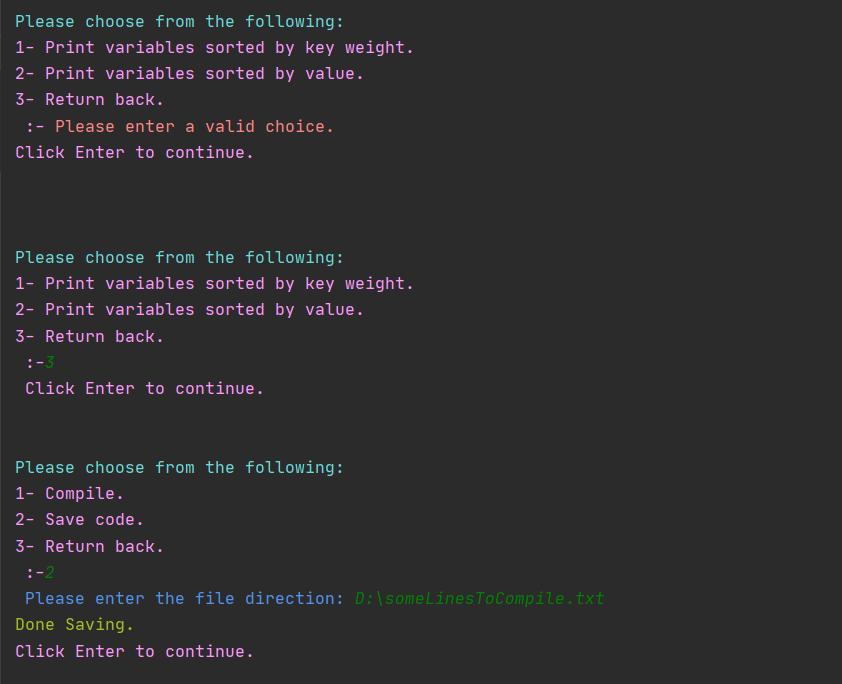 Please choose from the following:
1- Print variables sorted by key weight.
2- Print variables sorted by value.
3- Return back.
:- Please enter a valid choice.
Click Enter to continue.
Please choose from the following:
1- Print variables sorted by key weight.
2- Print variables sorted by value.
3- Return back.
:-3
Click Enter to continue.
Please choose from the following:
1- Compile.
2- Save code.
3- Return back.
:-2
Please enter the file direction: D:\someLinesToCompile.txt
Done Saving.
Click Enter to continue.